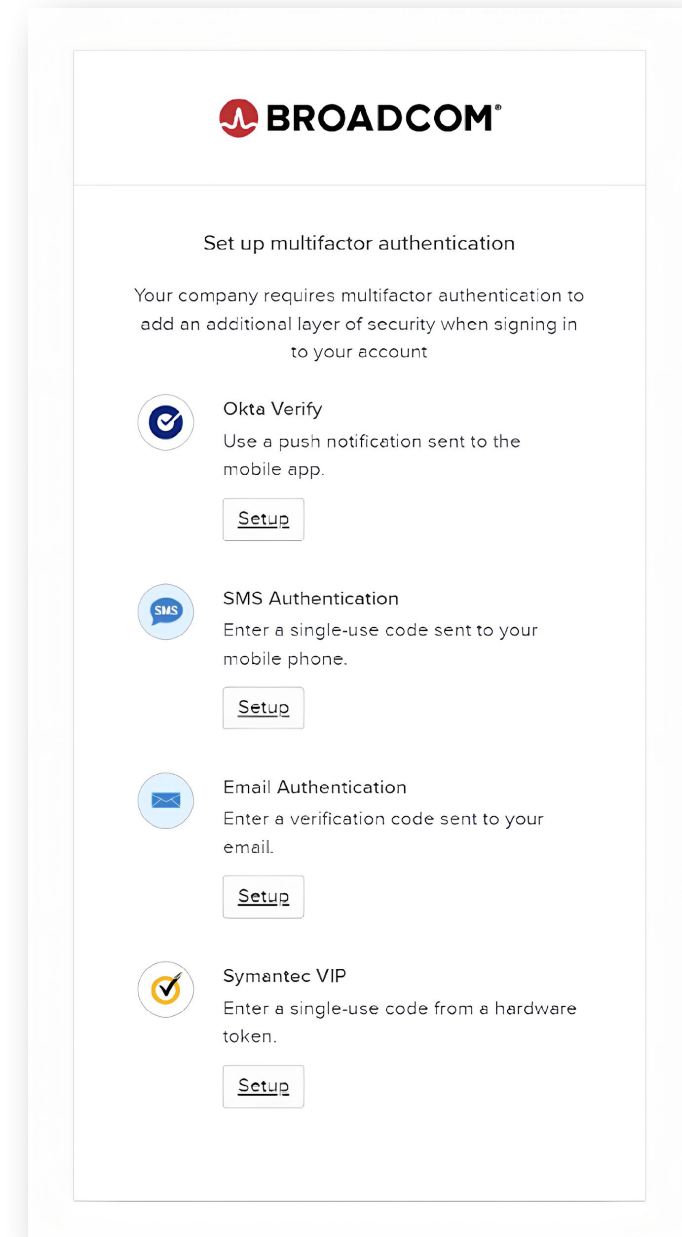 BROADCOM®
Set up multifactor authentication
Your company requires multifactor authentication to
add an additional layer of security when signing in
to your account
Okta Verify
Use a push notification sent to the
mobile app.
Setup
SMS
SMS Authentication
Enter a single-use code sent to your
mobile phone.
Setup
Email Authentication
Enter a verification code sent to your
email.
Setup
Symantec VIP
Enter a single-use code from a hardware
token.
Setup